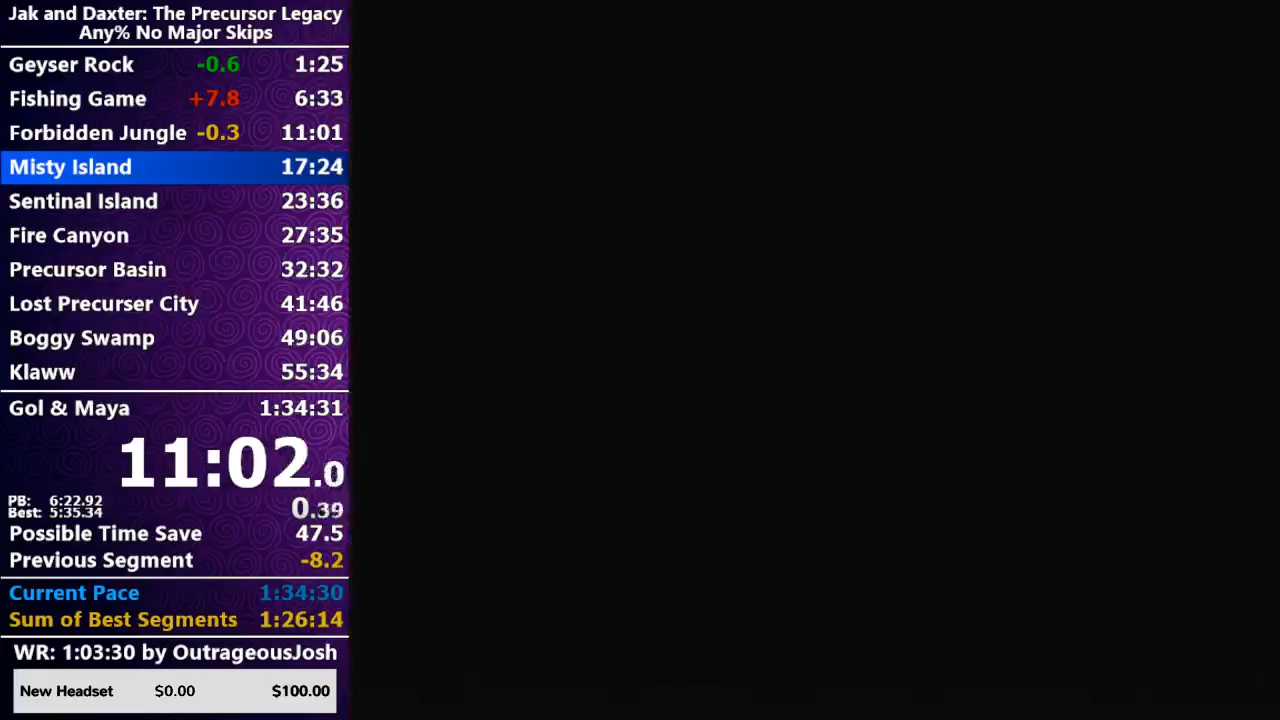 Jak and Daxter: The Precursor Legacy
Any% No Major Skips
Geyser Rock -0.6 1:25
Fishing Game +7.8 6:33
Forbidden Jungle -0.3 11:01
Misty Island 17:24
Sentinal Island 23:36
Fire Canyon 27:35
Precursor Basin 32:32
Lost Precurser City 41:46
Boggy Swamp 49:06
Klaww 55:34
Gol & Maya 1:34:31
11:02.0
PB: 6:22.92
Best: 5:35.34
0.39
Possible Time Save 47.5
Previous Segment -8.2
Current Pace 1:34:30
Sum of Best Segments 1:26:14
WR: 1:03:30 by OutrageousJosh
New Headset $0.00 $100.00